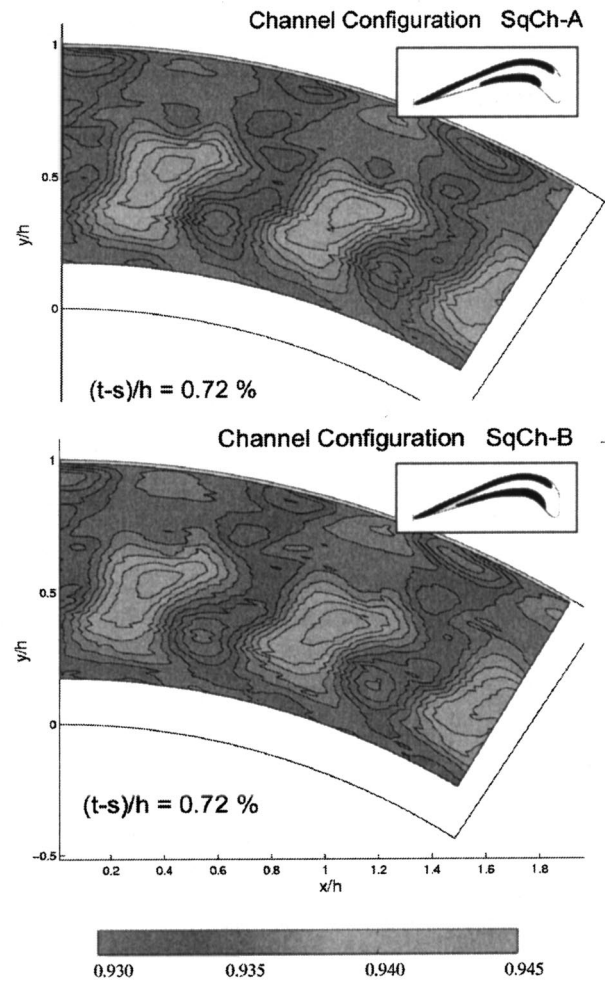 Channel Configuration SqCh-A
1
0.5
0
y/h
(t-s)/h = 0.72 %
Channel Configuration SqCh-B
1
0.5
0
-0.5
y/h
(t-s)/h = 0.72 %
0.2 0.4 0.6 0.8 1 1.2 1.4 1.6 1.8
x/h
0.930 0.935 0.940 0.945